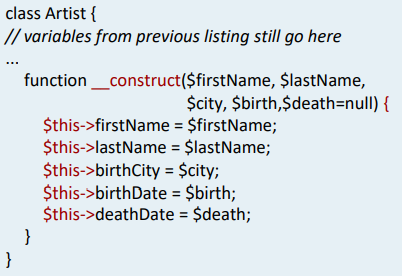 class Artist {
// variables from previous listing still go here
...
function __construct($firstName, $lastName,
$city, $birth,$death=null) {
$this->firstName = $firstName;
$this->lastName = $lastName;
$this->birthCity = $city;
$this->birthDate = $birth;
$this->deathDate = $death;
}
}